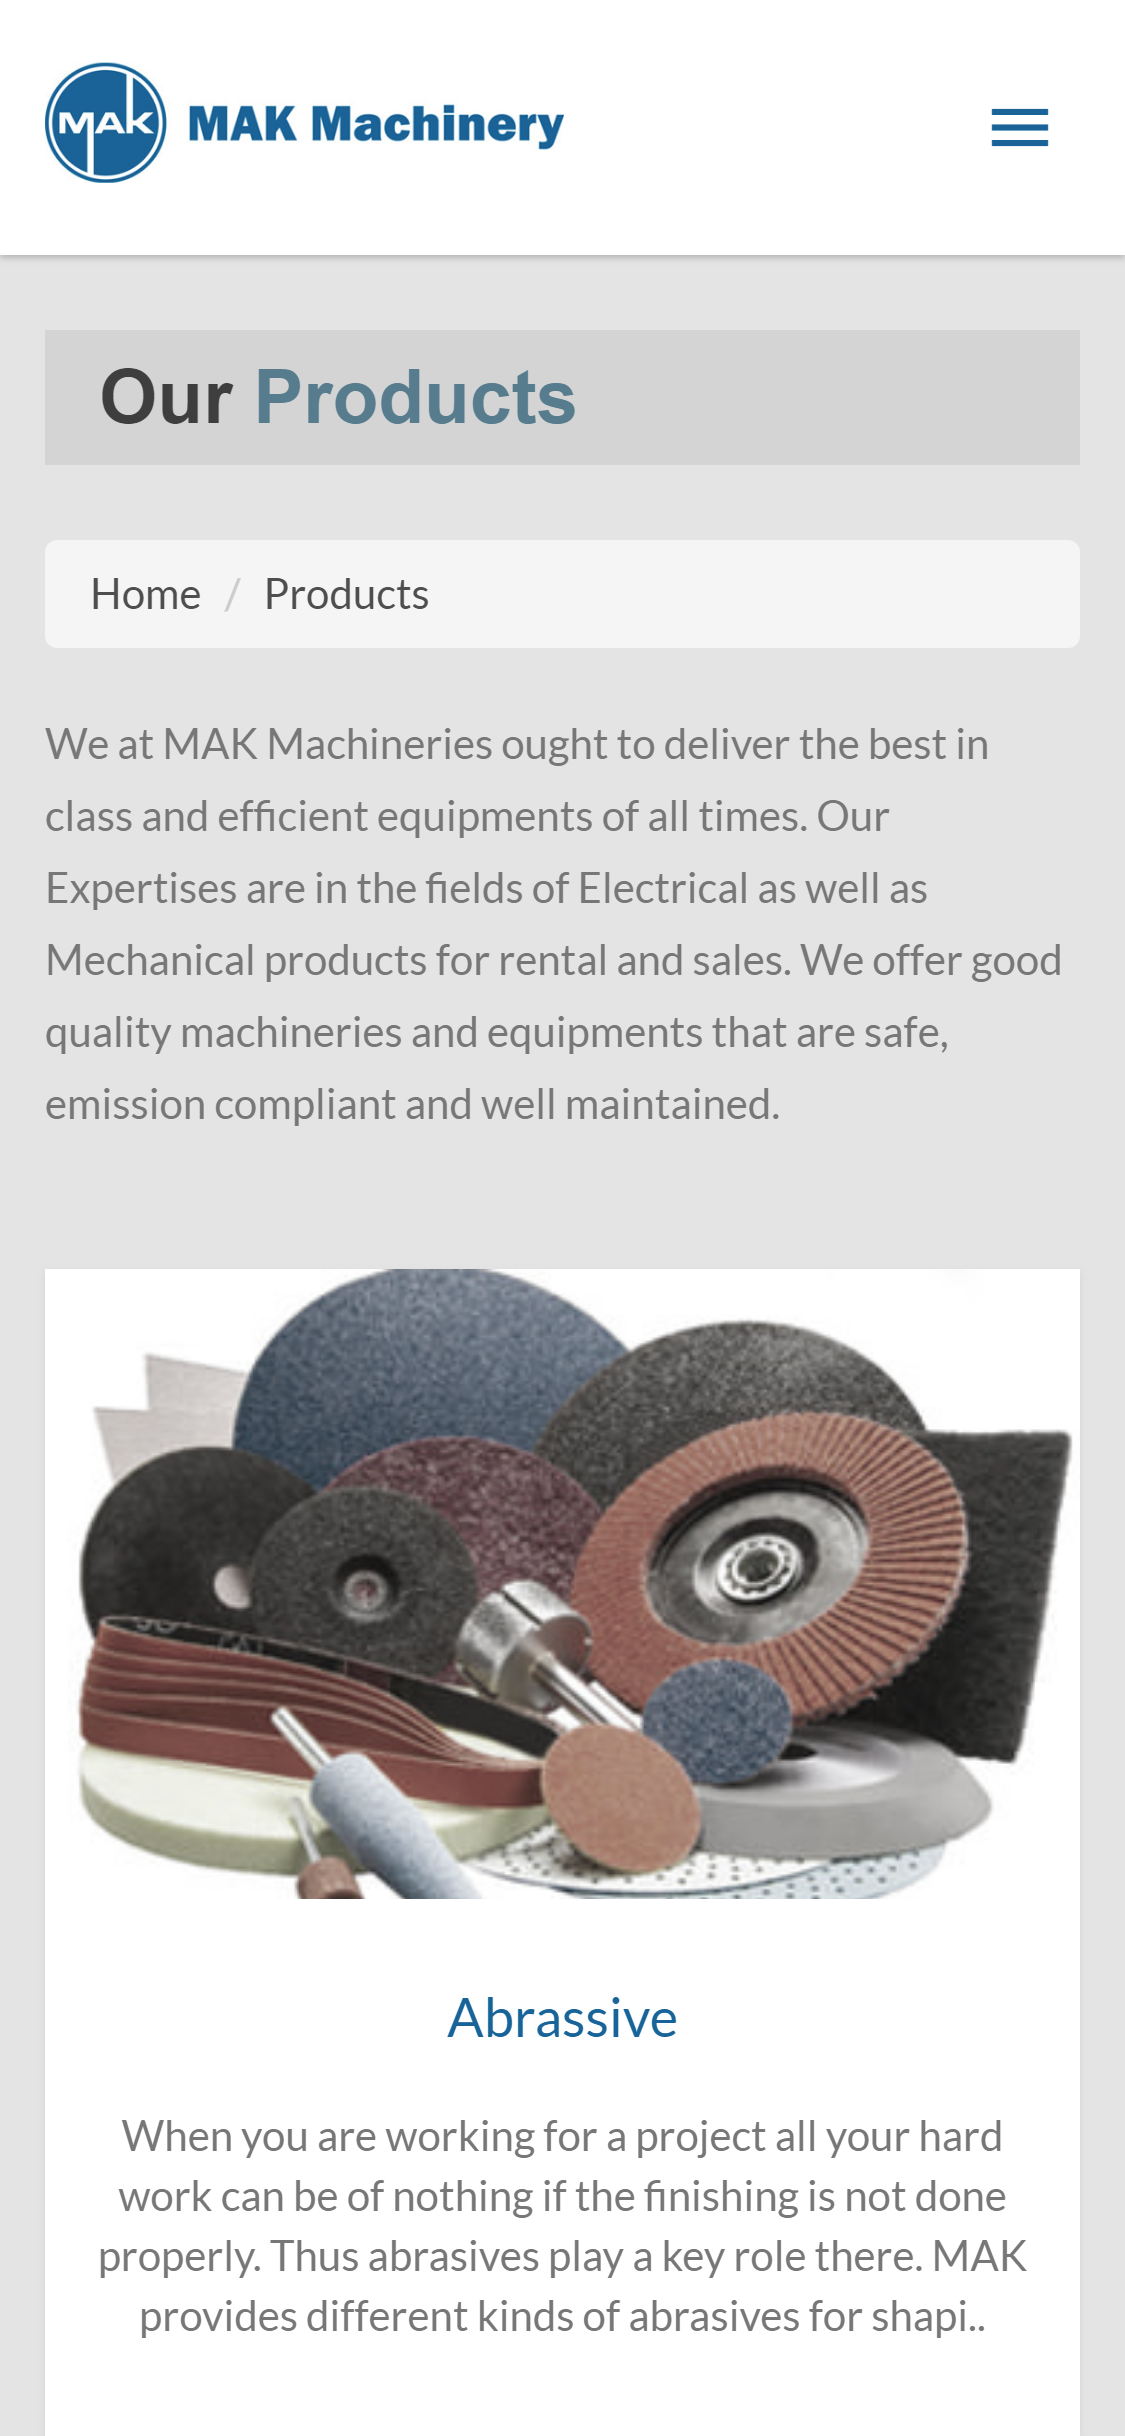 MAK
MAK Machinery
Our Products
Home / Products
We at MAK Machineries ought to deliver the best in
class and efficient equipments of all times. Our
Expertises are in the fields of Electrical as well as
Mechanical products for rental and sales. We offer good
quality machineries and equipments that are safe,
emission compliant and well maintained.
Abrassive
When you are working for a project all your hard
work can be of nothing if the finishing is not done
properly. Thus abrasives play a key role there. MAK
provides different kinds of abrasives for shapi..